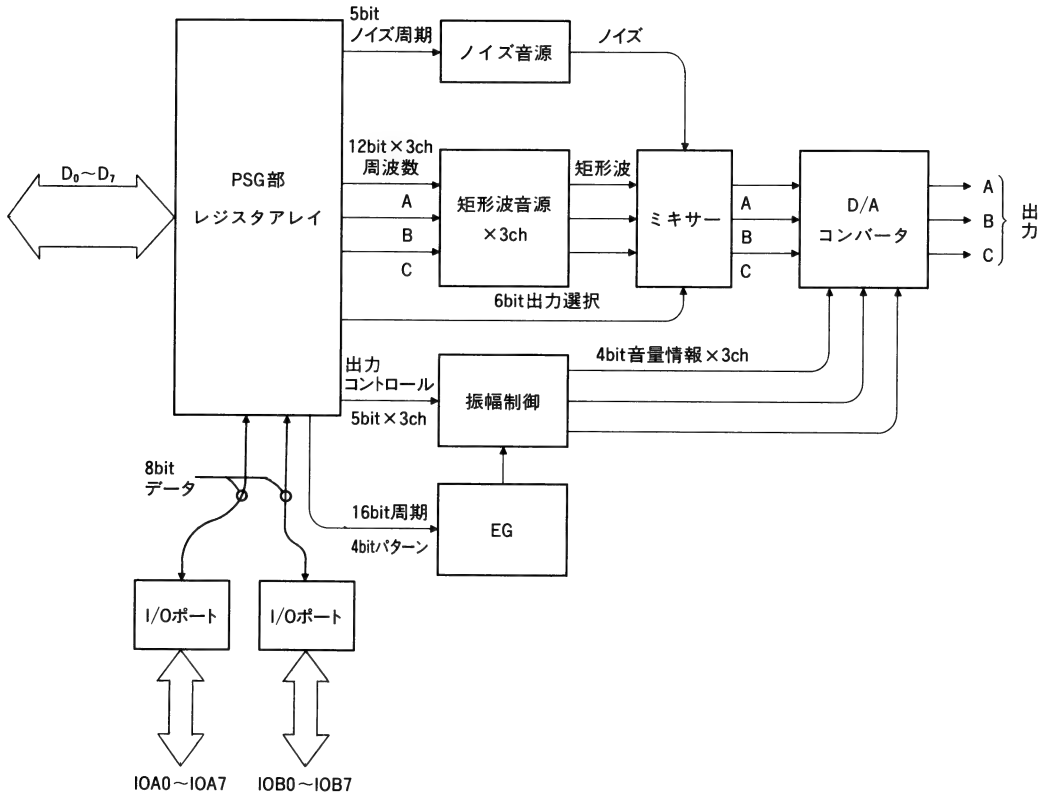 5bit
ノイズ周期
ノイズ音源
ノイズ
D₀～D₇
PSG部
レジスタアレイ
12bit×3ch
周波数
A
B
C
矩形波音源
×3ch
矩形波
ミキサー
A
B
C
D/A
コンバータ
A
B
C
出力
6bit出力選択
出力
コントロール
5bit×3ch
振幅制御
4bit音量情報×3ch
8bit
データ
16bit周期
4bitパターン
EG
I/Oポート
I/Oポート
IOA0～IOA7
IOB0～IOB7